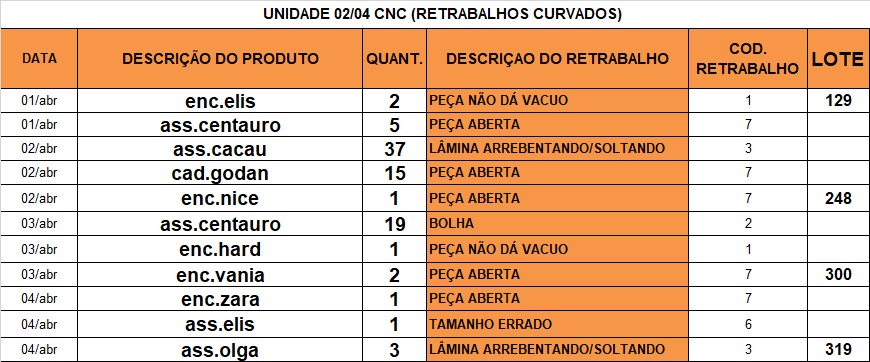 UNIDADE 02/04 CNC (RETRABALHOS CURVADOS)
DATA DESCRIÇÃO DO PRODUTO QUANT. DESCRIÇAO DO RETRABALHO COD. RETRABALHO LOTE
01/abr enc.elis 2 PEÇA NÃO DÁ VACUO 1 129
01/abr ass.centauro 5 PEÇA ABERTA 7
02/abr ass.cacau 37 LÂMINA ARREBENTANDO/SOLTANDO 3
02/abr cad.godan 15 PEÇA ABERTA 7
02/abr enc.nice 1 PEÇA ABERTA 7 248
03/abr ass.centauro 19 BOLHA 2
03/abr enc.hard 1 PEÇA NÃO DÁ VACUO 1
03/abr enc.vania 2 PEÇA ABERTA 7 300
04/abr enc.zara 1 PEÇA ABERTA 7
04/abr ass.elis 1 TAMANHO ERRADO 6
04/abr ass.olga 3 LÂMINA ARREBENTANDO/SOLTANDO 3 319